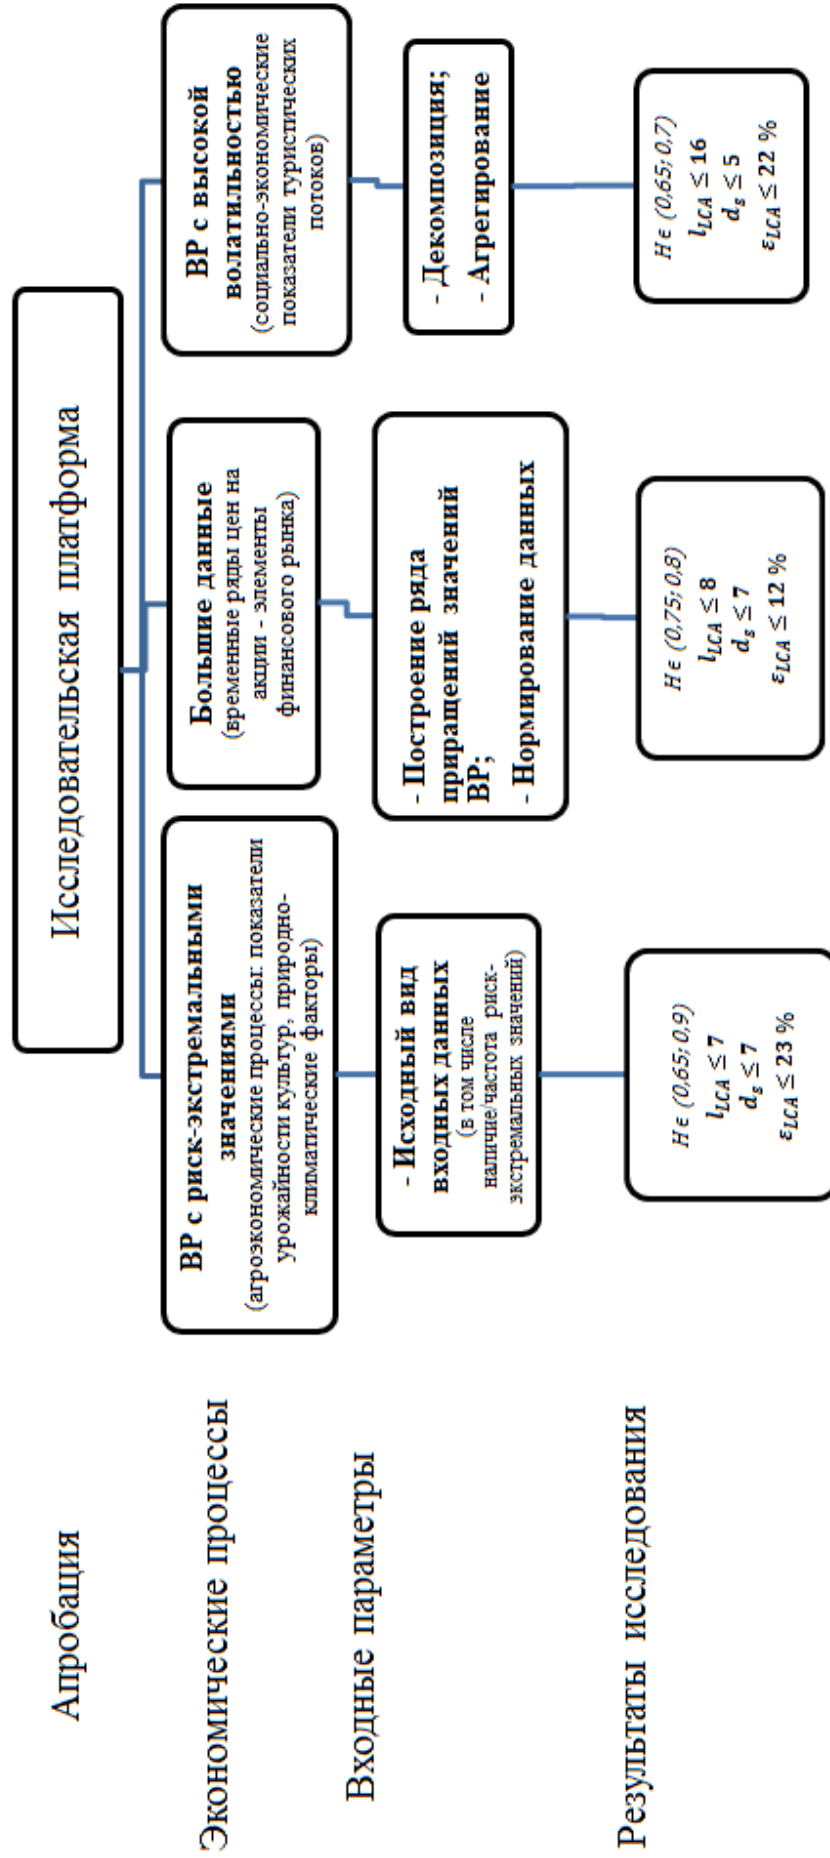 Апробация
Исследовательская платформа
Экономические процессы
ВР с риск-экстремальными
значениями
(агроэкономические процессы: показатели
урожайности культур, природно-
климатические факторы)
Большие данные
(временные ряды цен на
акции - элементы
финансового рынка)
ВР с высокой
волатильностью
(социально-экономические
показатели туристических
потоков)
Входные параметры
- Исходный вид
входных данных
(в том числе
наличие/частота риск-
экстремальных значений)
- Построение ряда
приращений значений
ВР;
- Нормирование данных
- Декомпозиция;
- Агрегирование
Результаты исследования
H ϵ (0,65; 0,9)
l_LCA ≤ 7
d_s ≤ 7
ε_LCA ≤ 23 %
H ϵ (0,75; 0,8)
l_LCA ≤ 8
d_s ≤ 7
ε_LCA ≤ 12 %
H ϵ (0,65; 0,7)
l_LCA ≤ 16
d_s ≤ 5
ε_LCA ≤ 22 %